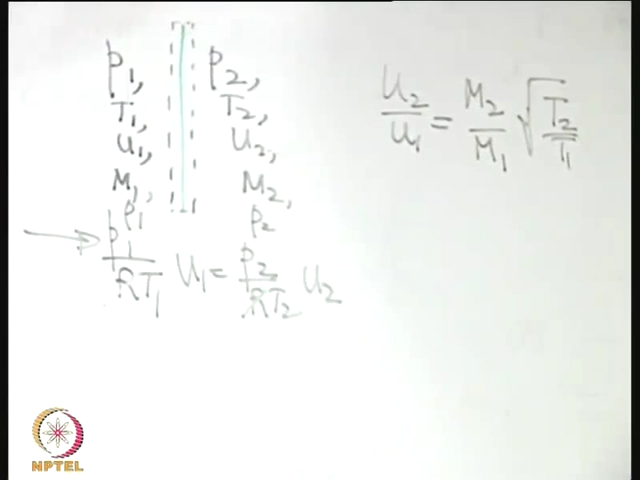 p₁, p₂,
T₁, T₂,
u₁, u₂,
M₁, M₂,
ρ₁ ρ₂
p₁/RT₁ u₁ = p₂/RT₂ u₂
u₂/u₁ = M₂/M₁ √T₂/T₁
NPTEL